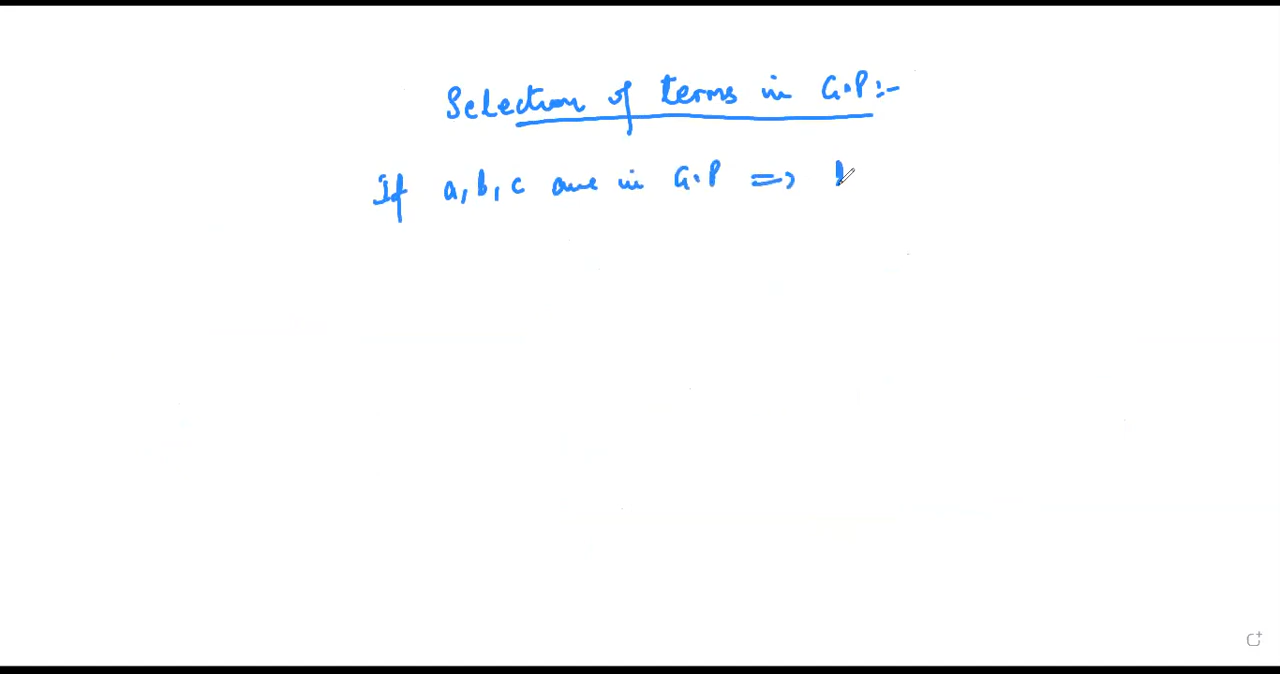 Selection of terms in G.P:-
If a, b, c are in G.P =>